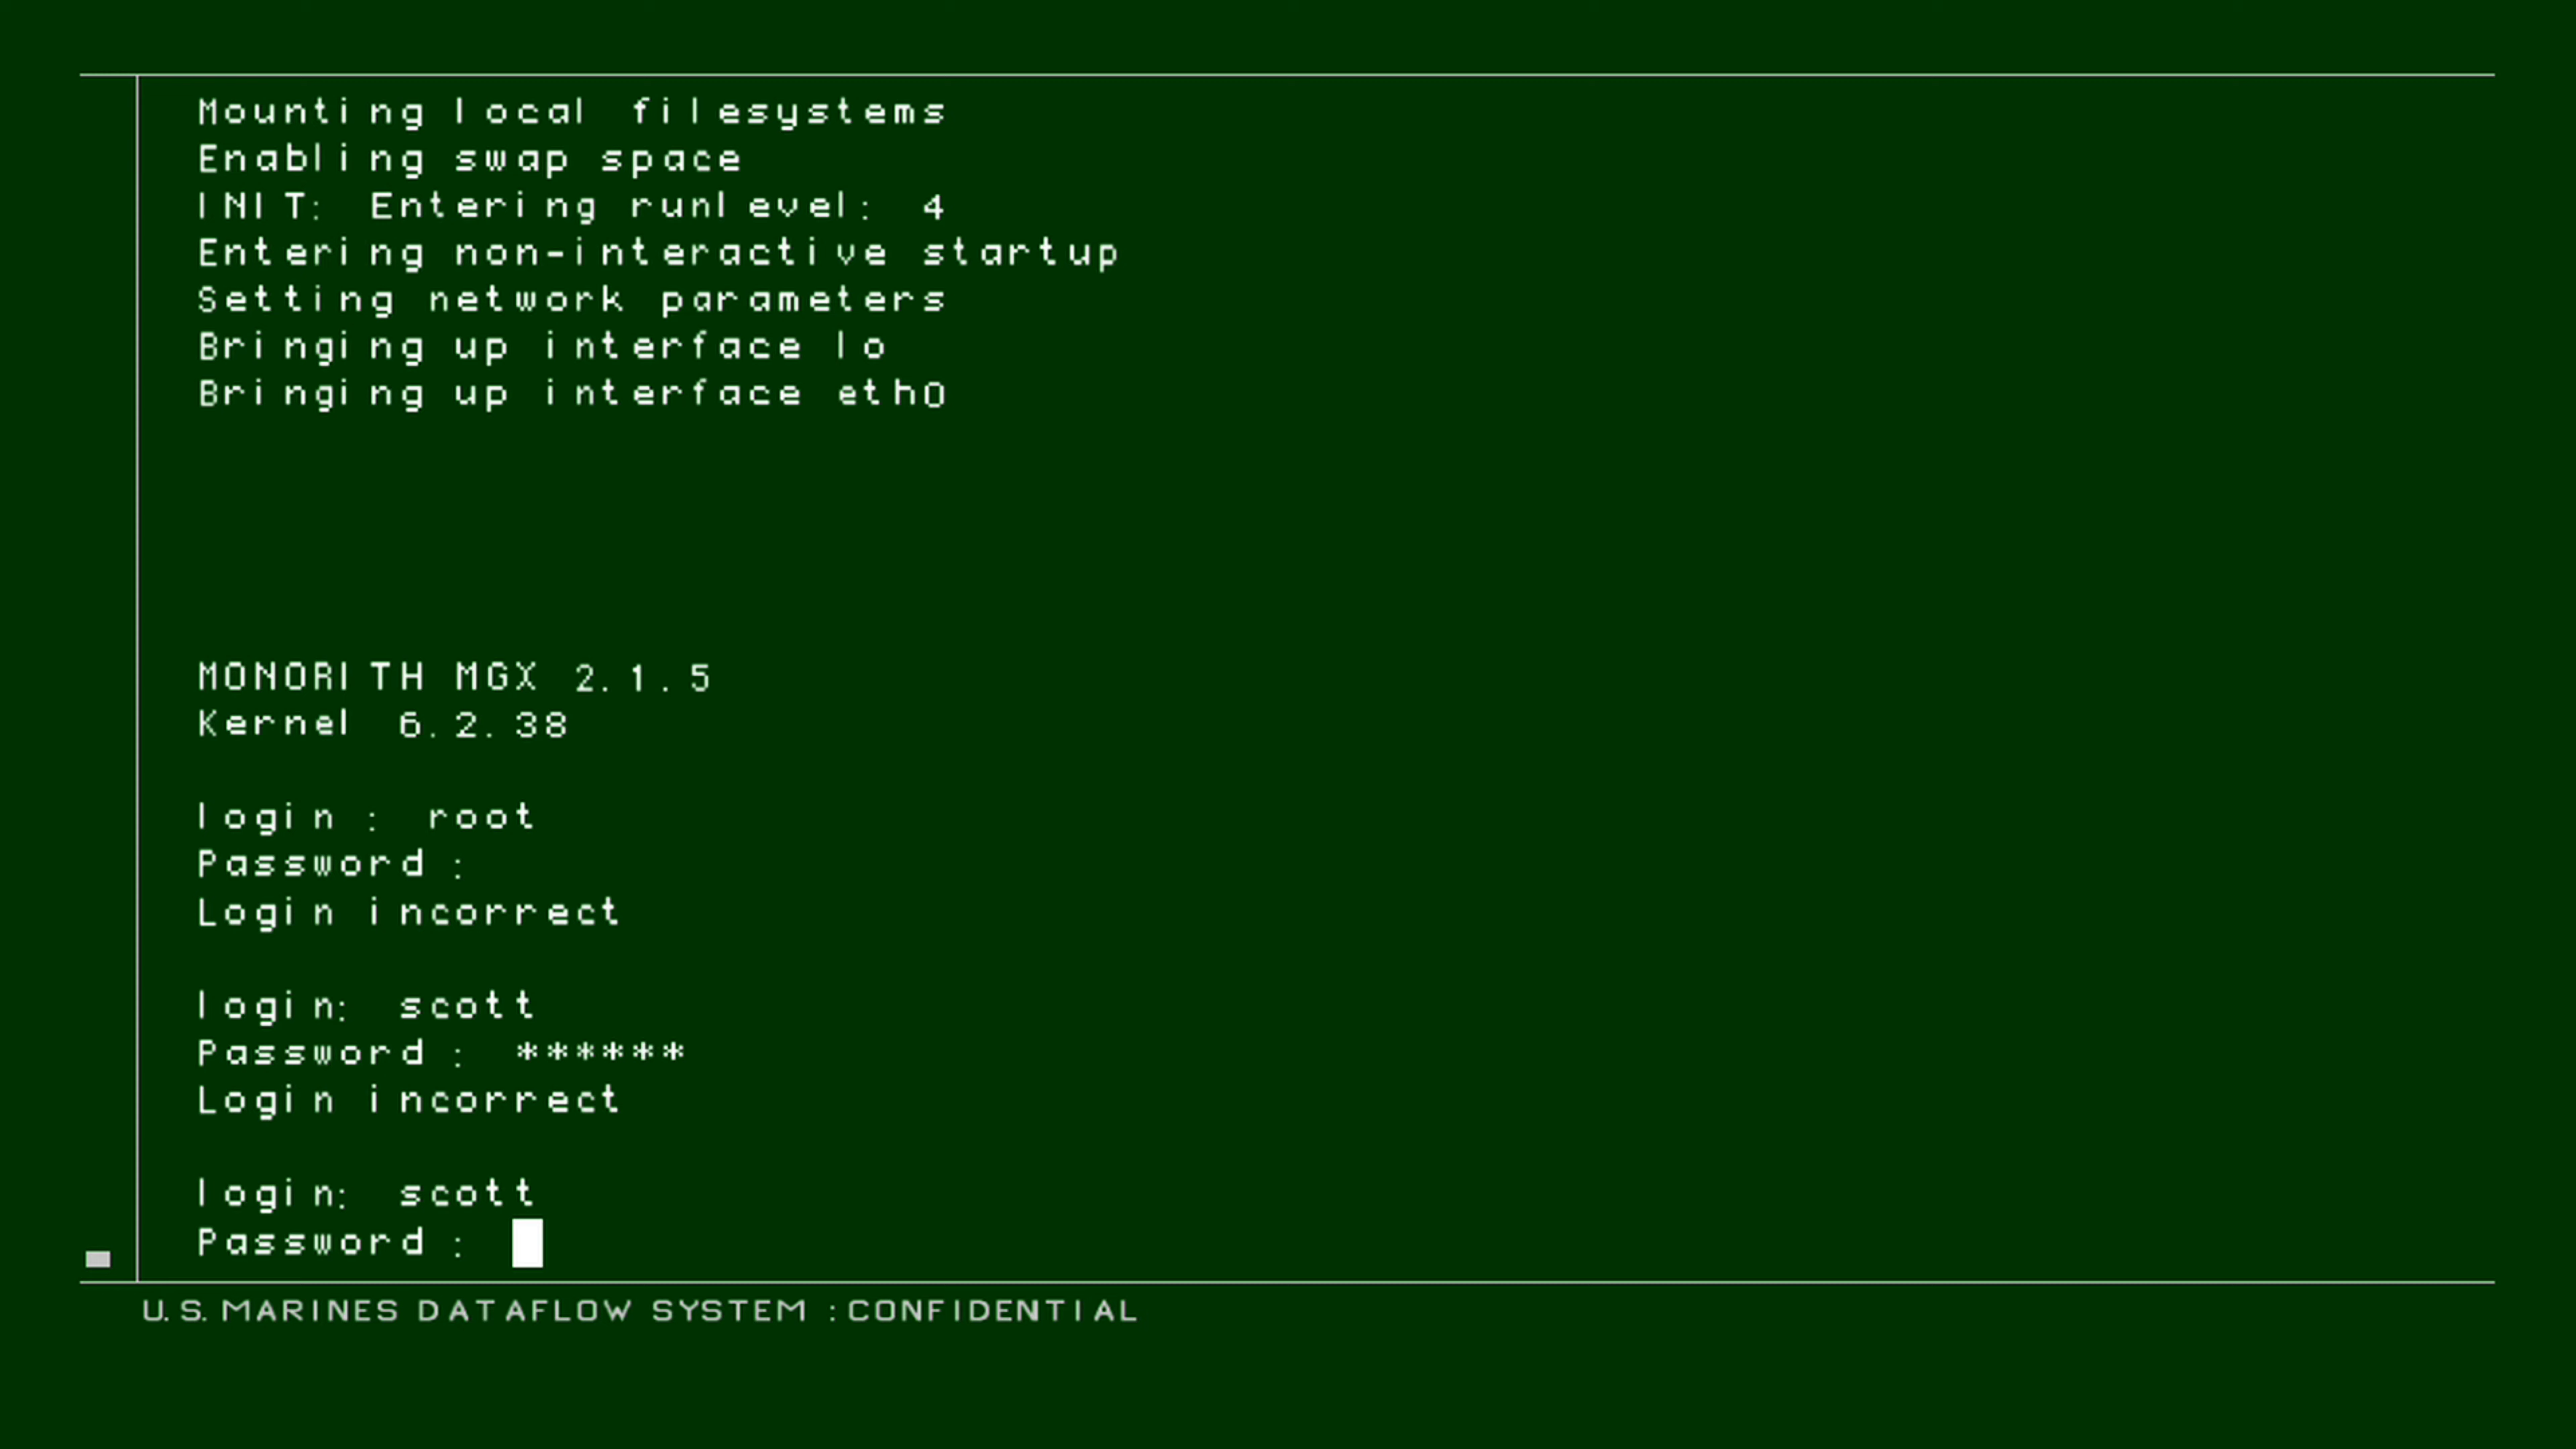 Mounting local filesystems
Enabling swap space
INIT: Entering runlevel: 4
Entering non-interactive startup
Setting network parameters
Bringing up interface lo
Bringing up interface eth0
MONORITH MGX 2.1.5
Kernel 6.2.38
login : root
Password :
Login incorrect
login: scott
Password : ******
Login incorrect
login: scott
Password :
U.S. MARINES DATAFLOW SYSTEM :CONFIDENTIAL